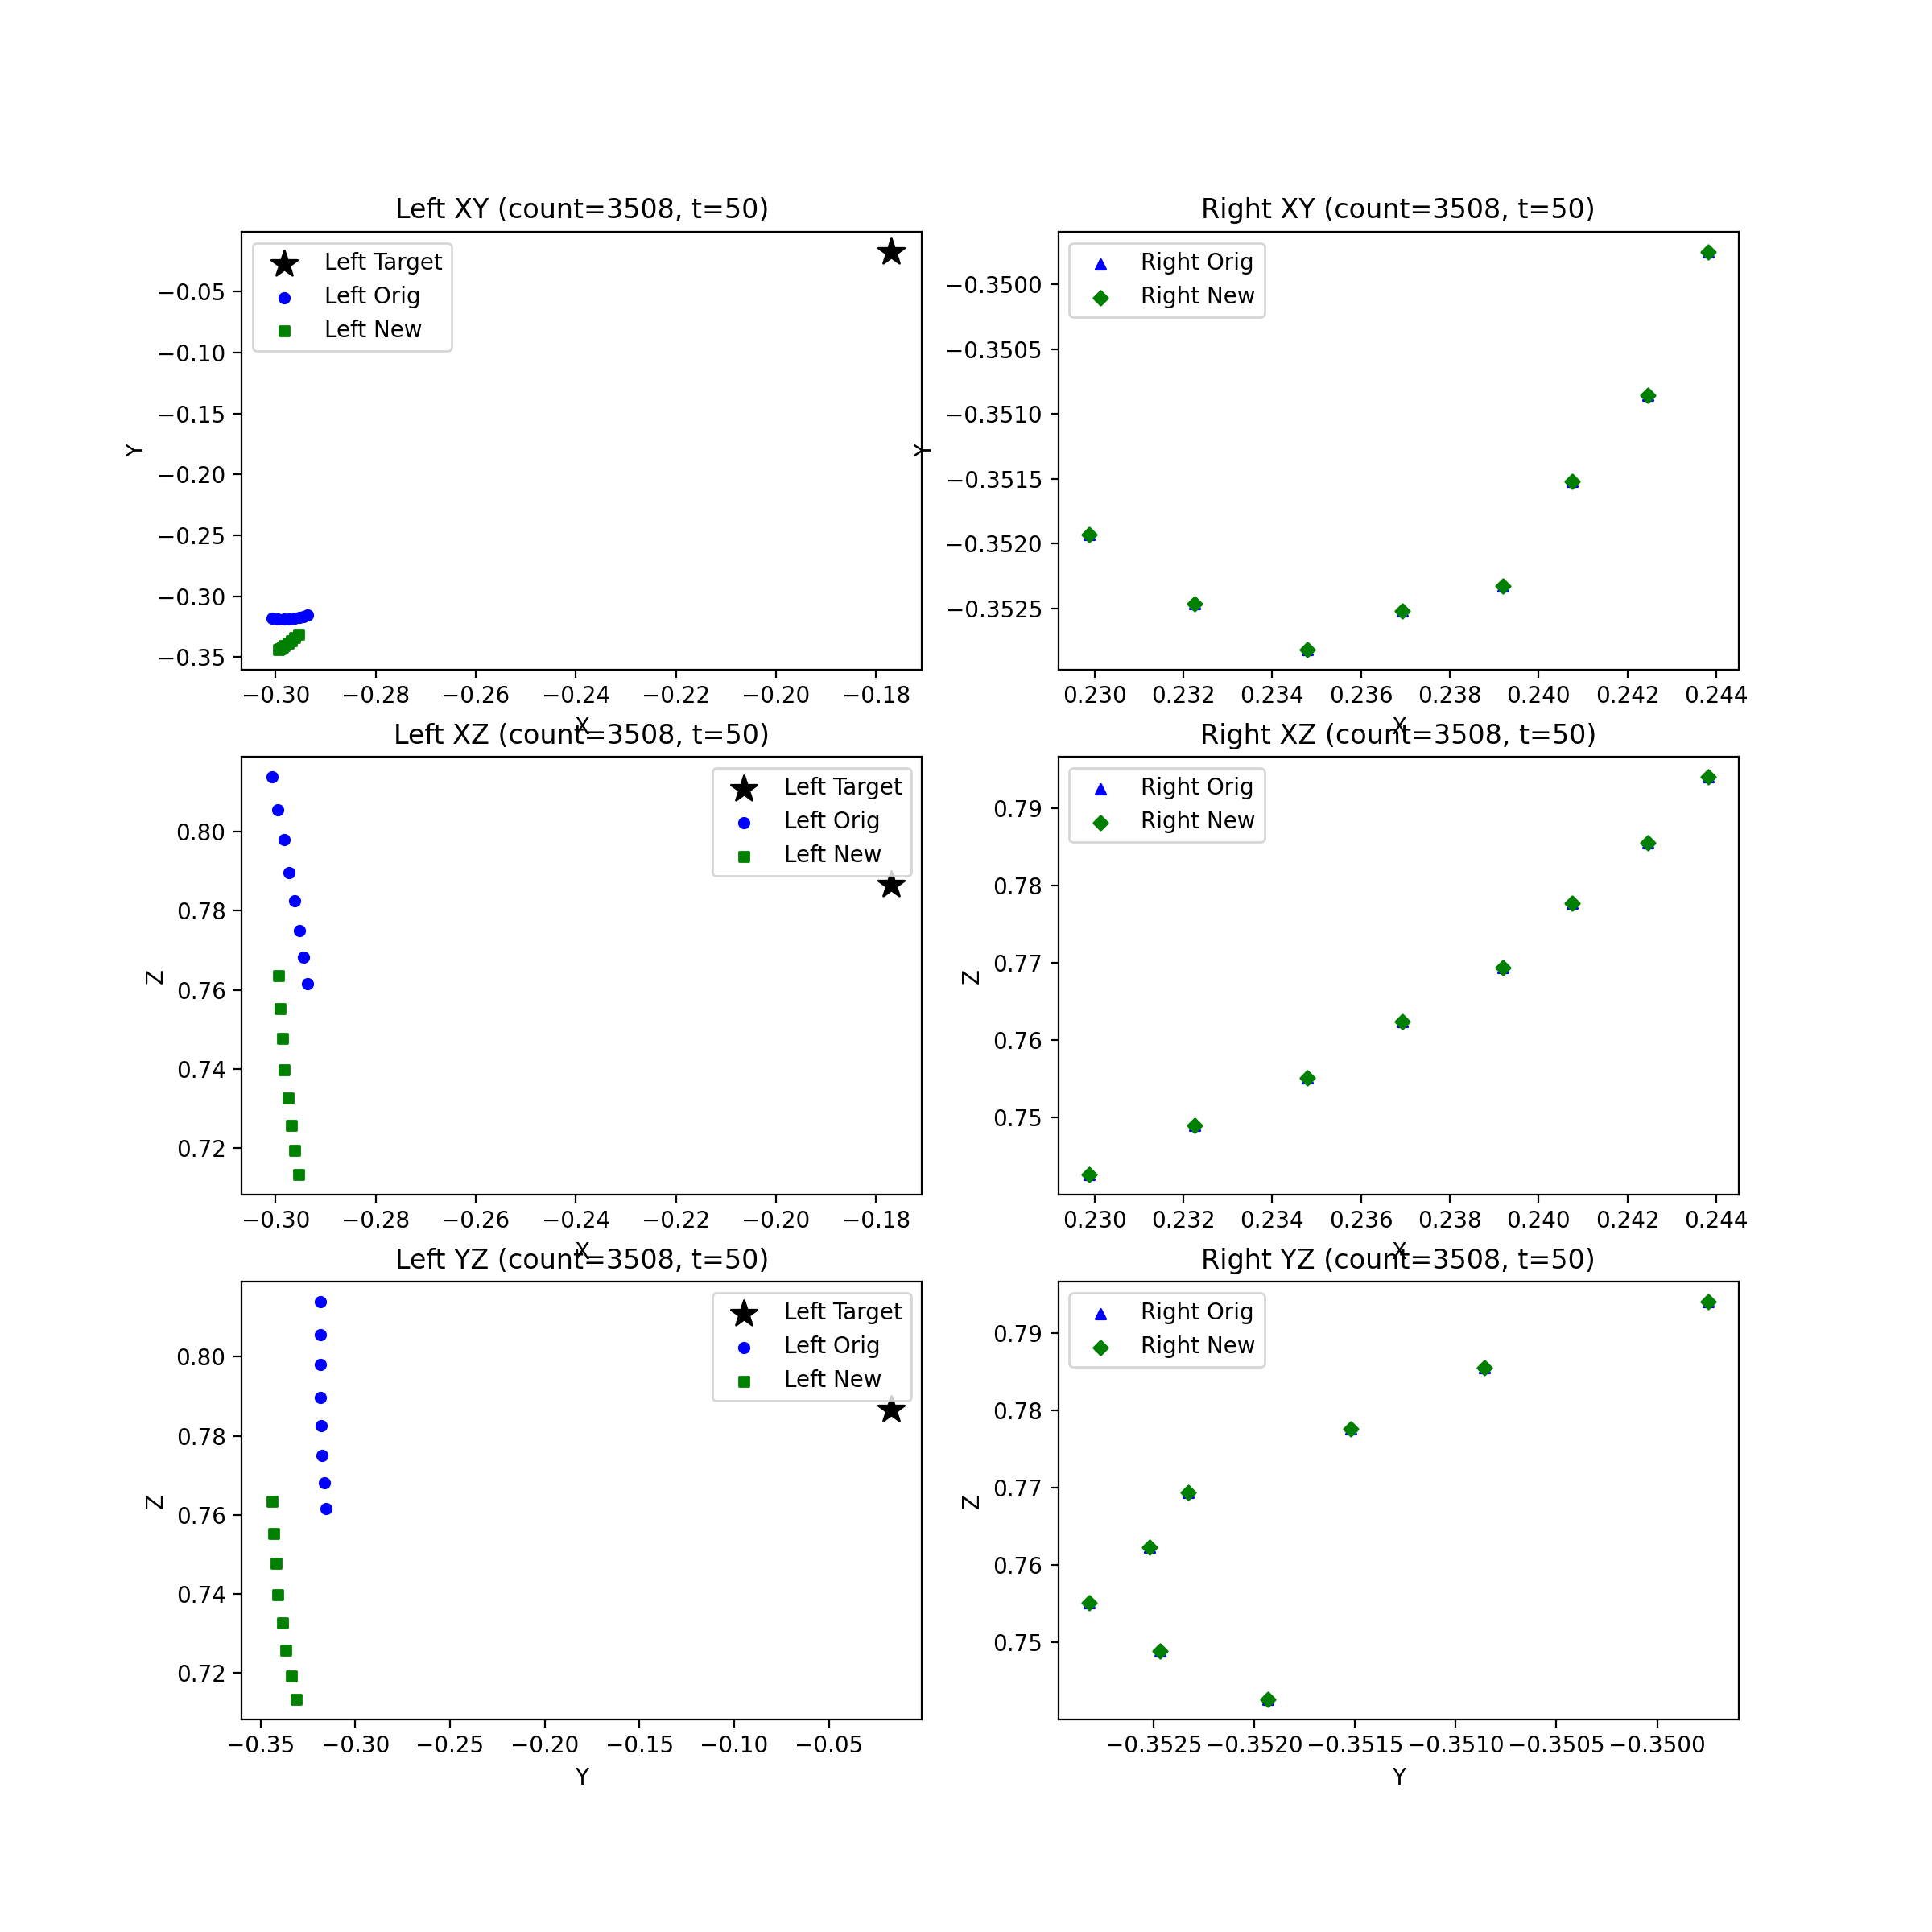 Left XY (count=3508, t=50)
Left Target
Left Orig
Left New
Y
−0.05
−0.10
−0.15
−0.20
−0.25
−0.30
−0.35
−0.30 −0.28 −0.26 −0.24 −0.22 −0.20 −0.18
X
Right XY (count=3508, t=50)
Right Orig
Right New
Y
−0.3500
−0.3505
−0.3510
−0.3515
−0.3520
−0.3525
0.230 0.232 0.234 0.236 0.238 0.240 0.242 0.244
X
Left XZ (count=3508, t=50)
Left Target
Left Orig
Left New
Z
0.80
0.78
0.76
0.74
0.72
−0.30 −0.28 −0.26 −0.24 −0.22 −0.20 −0.18
X
Right XZ (count=3508, t=50)
Right Orig
Right New
Z
0.79
0.78
0.77
0.76
0.75
0.230 0.232 0.234 0.236 0.238 0.240 0.242 0.244
X
Left YZ (count=3508, t=50)
Left Target
Left Orig
Left New
Z
0.80
0.78
0.76
0.74
0.72
−0.35 −0.30 −0.25 −0.20 −0.15 −0.10 −0.05
Y
Right YZ (count=3508, t=50)
Right Orig
Right New
Z
0.79
0.78
0.77
0.76
0.75
−0.3525 −0.3520 −0.3515 −0.3510 −0.3505 −0.3500
Y